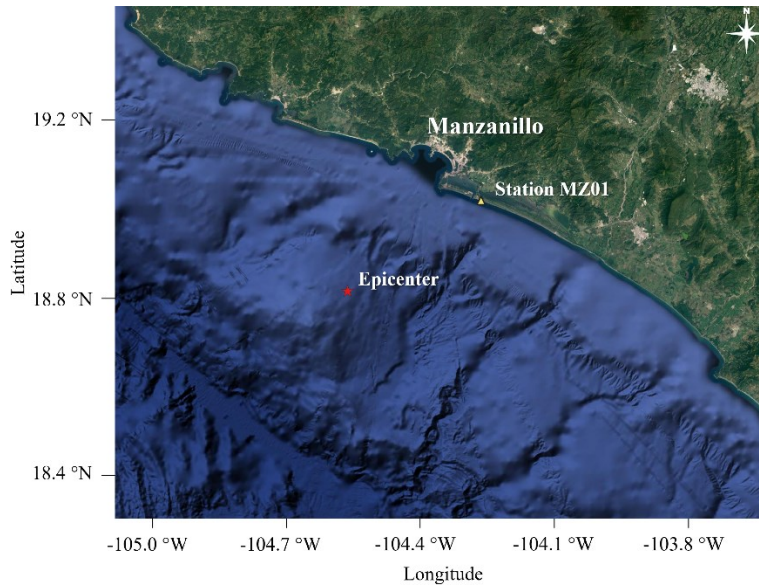 N
19.2 °N
Manzanillo
Station MZ01
Latitude
Epicenter
18.8 °N
18.4 °N
-105.0 °W
-104.7 °W
-104.4 °W
-104.1 °W
-103.8 °W
Longitude